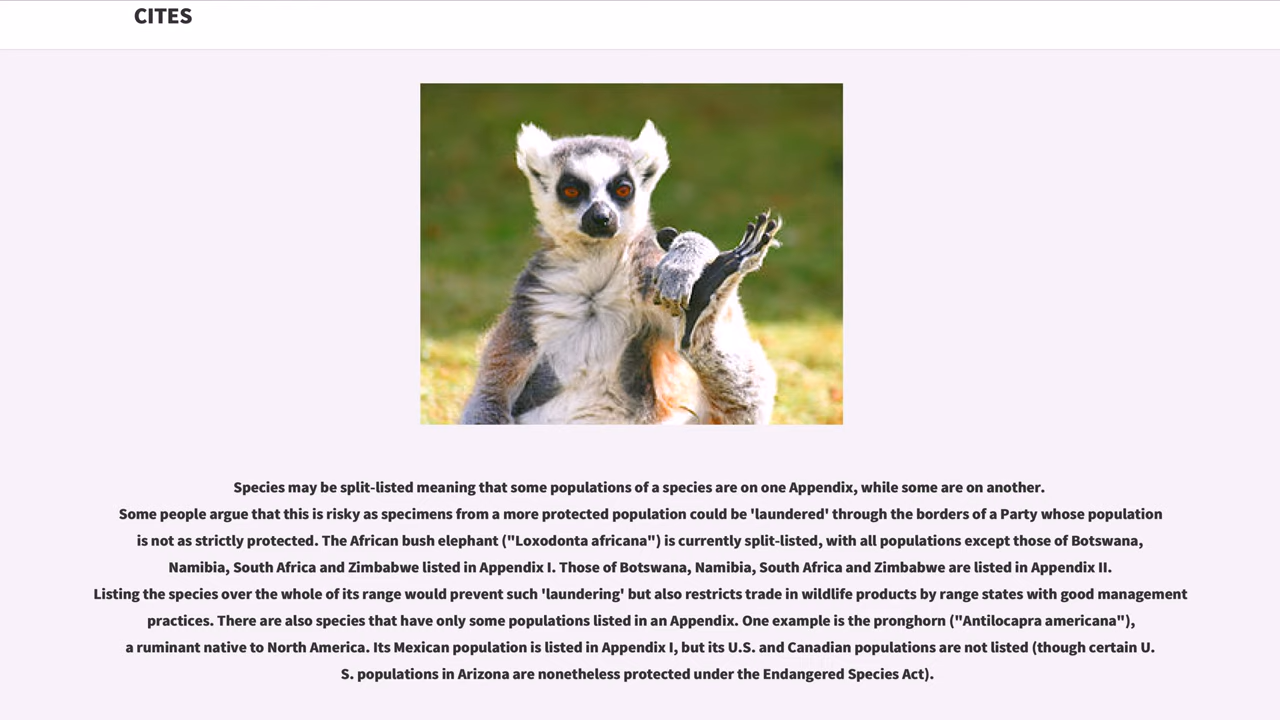 CITES
Species may be split-listed meaning that some populations of a species are on one Appendix, while some are on another.
Some people argue that this is risky as specimens from a more protected population could be 'laundered' through the borders of a Party whose population
is not as strictly protected. The African bush elephant ("Loxodonta africana") is currently split-listed, with all populations except those of Botswana,
Namibia, South Africa and Zimbabwe listed in Appendix I. Those of Botswana, Namibia, South Africa and Zimbabwe are listed in Appendix II.
Listing the species over the whole of its range would prevent such 'laundering' but also restricts trade in wildlife products by range states with good management
practices. There are also species that have only some populations listed in an Appendix. One example is the pronghorn ("Antilocapra americana"),
a ruminant native to North America. Its Mexican population is listed in Appendix I, but its U.S. and Canadian populations are not listed (though certain U.
S. populations in Arizona are nonetheless protected under the Endangered Species Act).